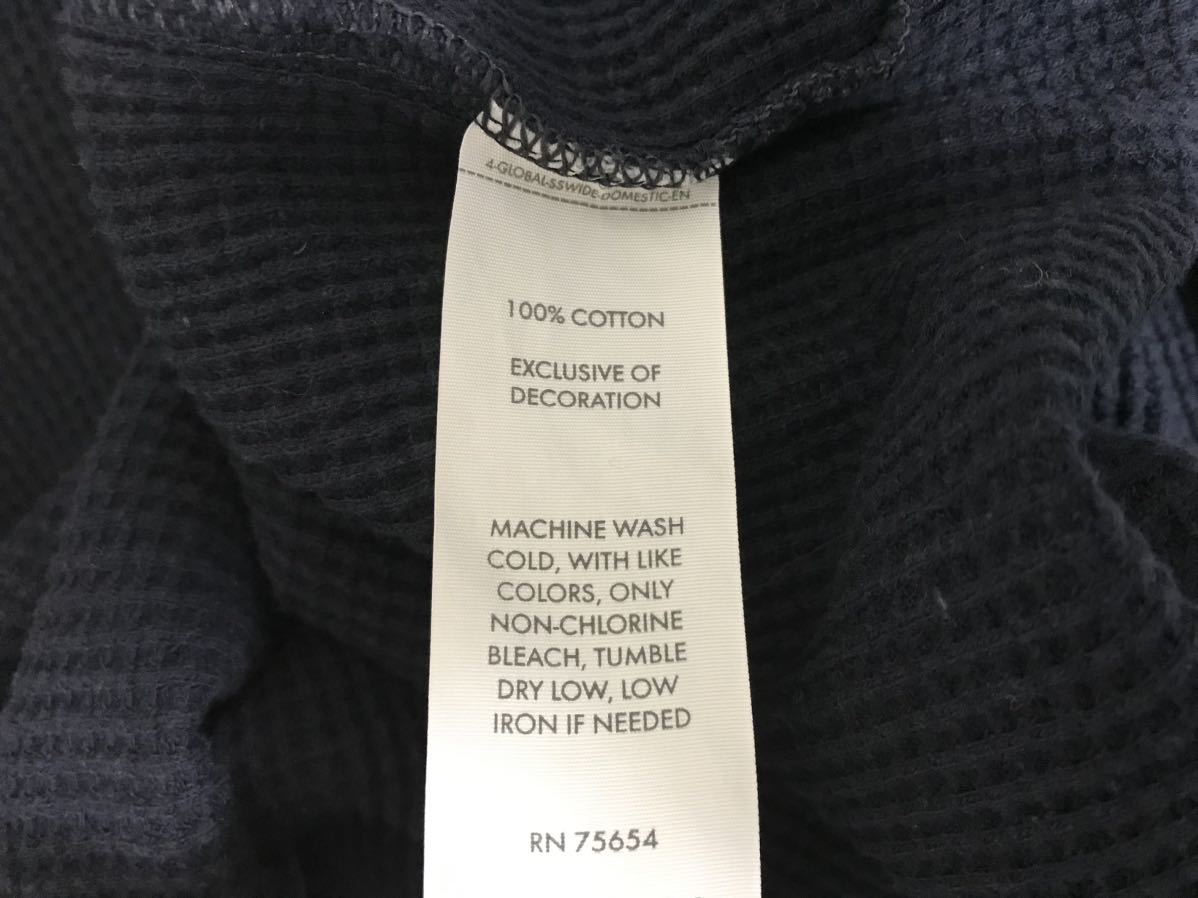 4-GLOBAL-SSWIDE-DOMESTIC-EN
100% COTTON
EXCLUSIVE OF
DECORATION
MACHINE WASH
COLD, WITH LIKE
COLORS, ONLY
NON-CHLORINE
BLEACH, TUMBLE
DRY LOW, LOW
IRON IF NEEDED
RN 75654